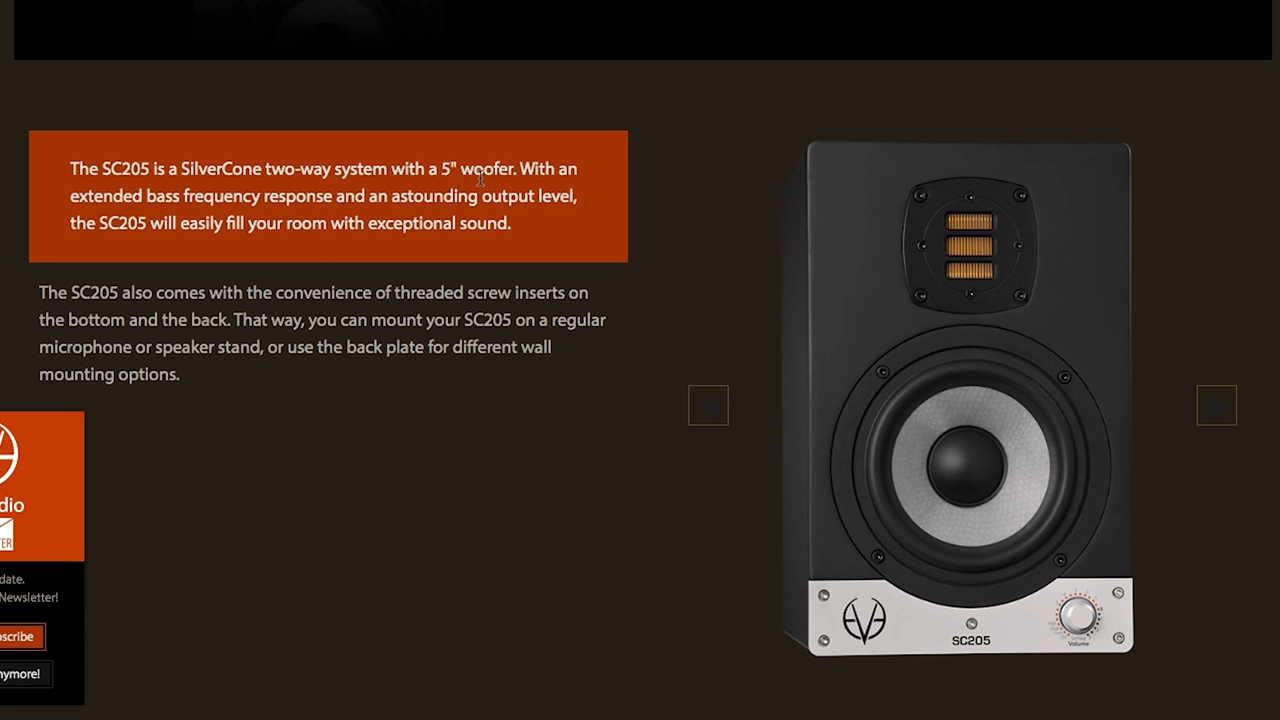 The SC205 is a SilverCone two-way system with a 5" woofer. With an
extended bass frequency response and an astounding output level,
the SC205 will easily fill your room with exceptional sound.
The SC205 also comes with the convenience of threaded screw inserts on
the bottom and the back. That way, you can mount your SC205 on a regular
microphone or speaker stand, or use the back plate for different wall
mounting options.
dio
TER
date.
Newsletter!
scribe
nymore!
EVE
SC205
Volume